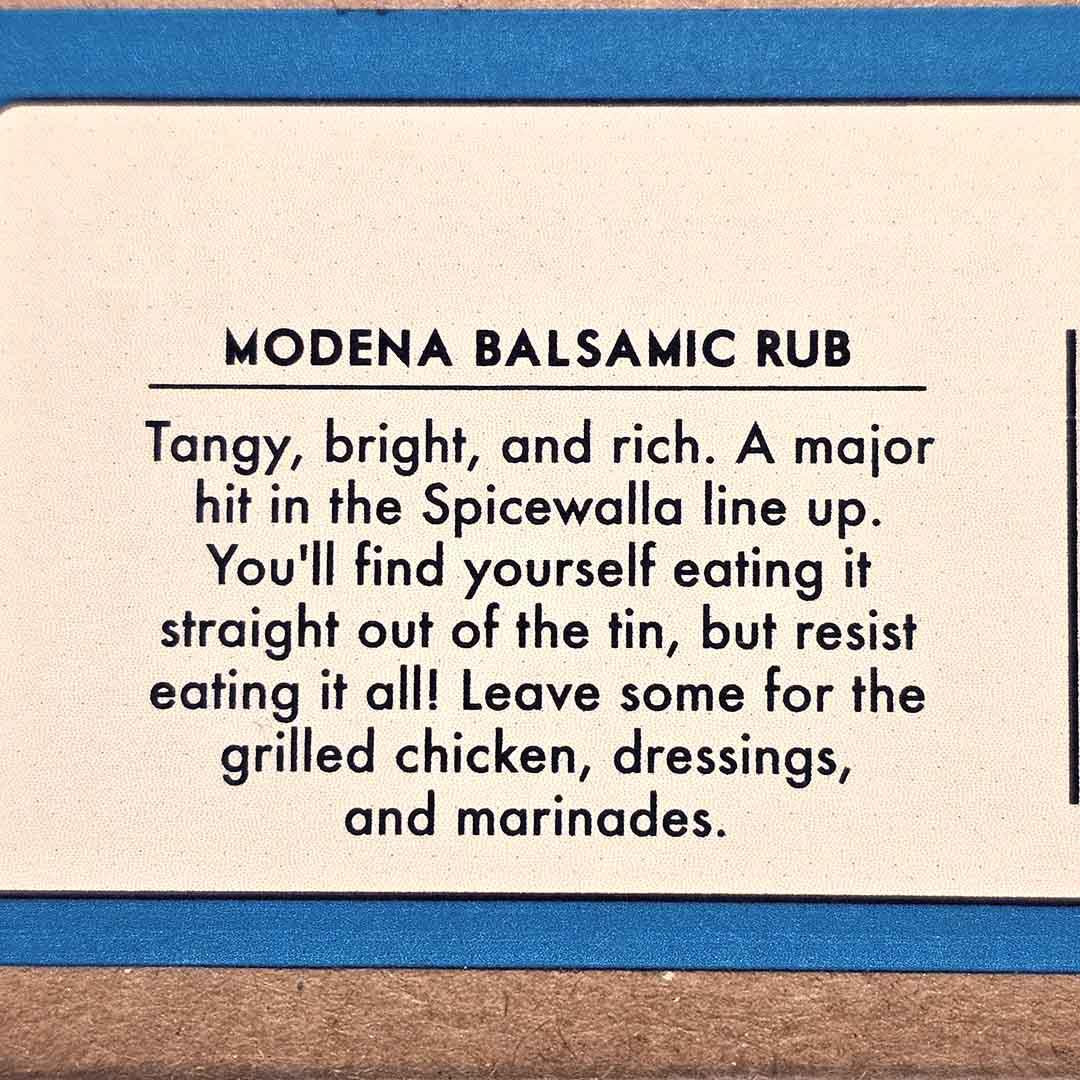 MODENA BALSAMIC RUB
Tangy, bright, and rich. A major
hit in the Spicewalla line up.
You'll find yourself eating it
straight out of the tin, but resist
eating it all! Leave some for the
grilled chicken, dressings,
and marinades.